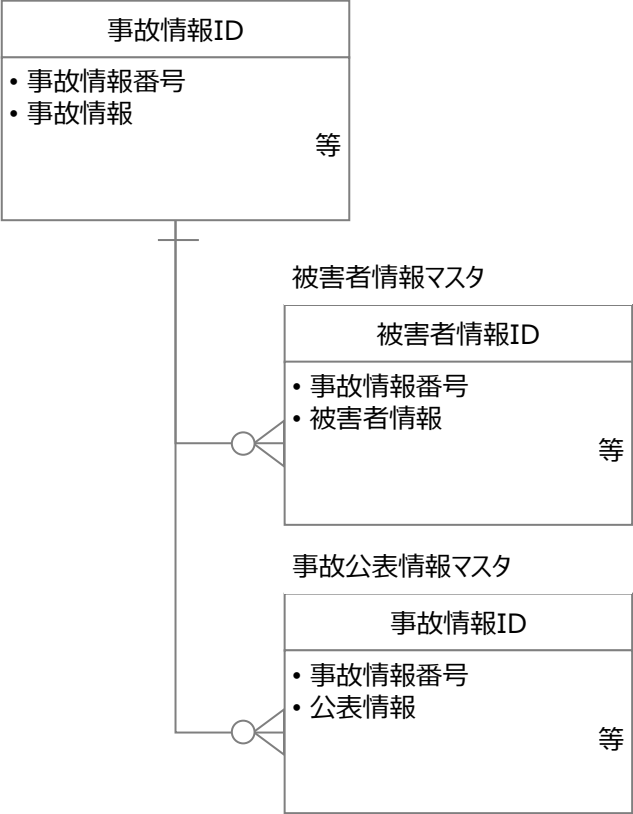 事故情報ID
• 事故情報番号
• 事故情報
等
被害者情報マスタ
被害者情報ID
• 事故情報番号
• 被害者情報
等
事故公表情報マスタ
事故情報ID
• 事故情報番号
• 公表情報
等